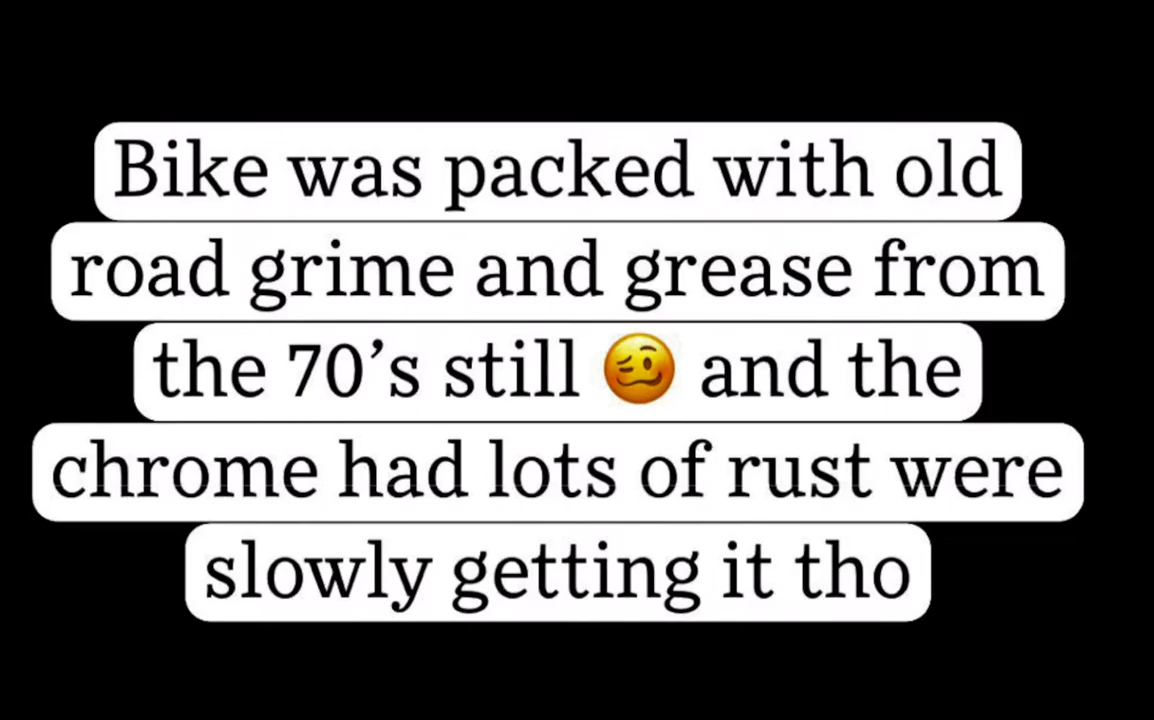 Bike was packed with old
road grime and grease from
the 70’s still 🥴 and the
chrome had lots of rust were
slowly getting it tho